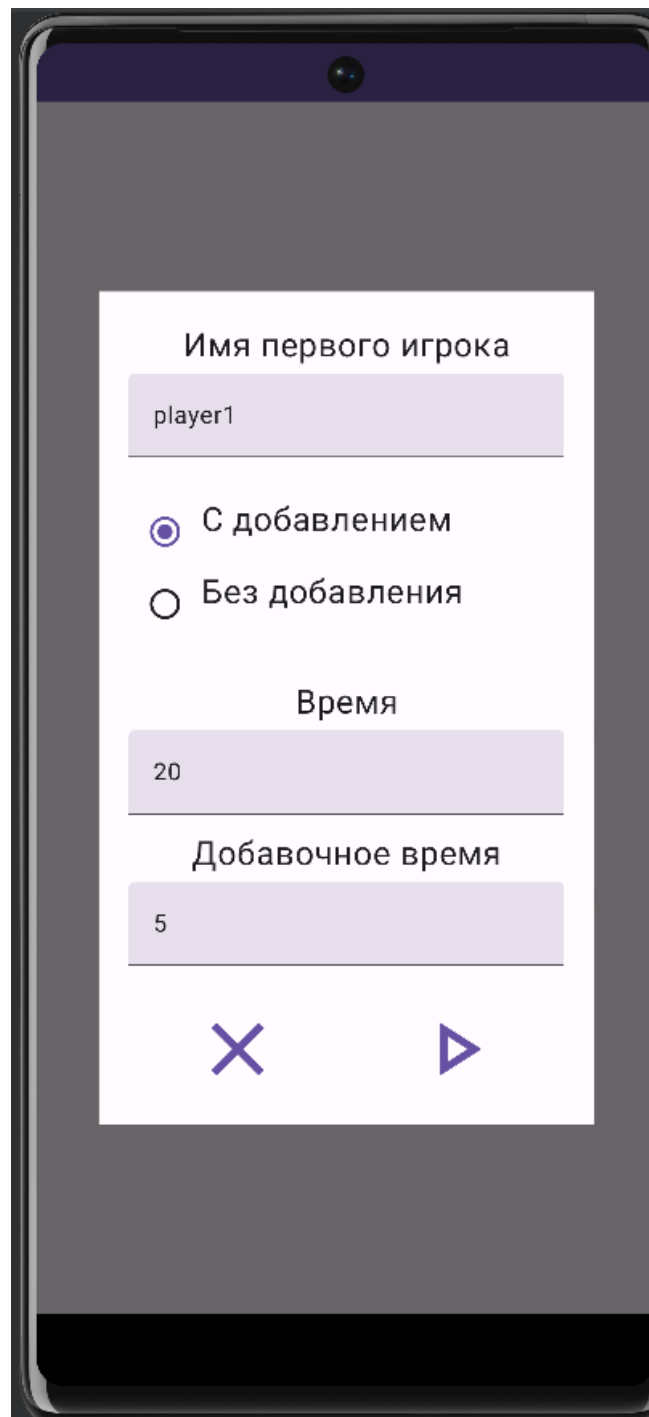 Имя первого игрока
player1
С добавлением
Без добавления
Время
20
Добавочное время
5